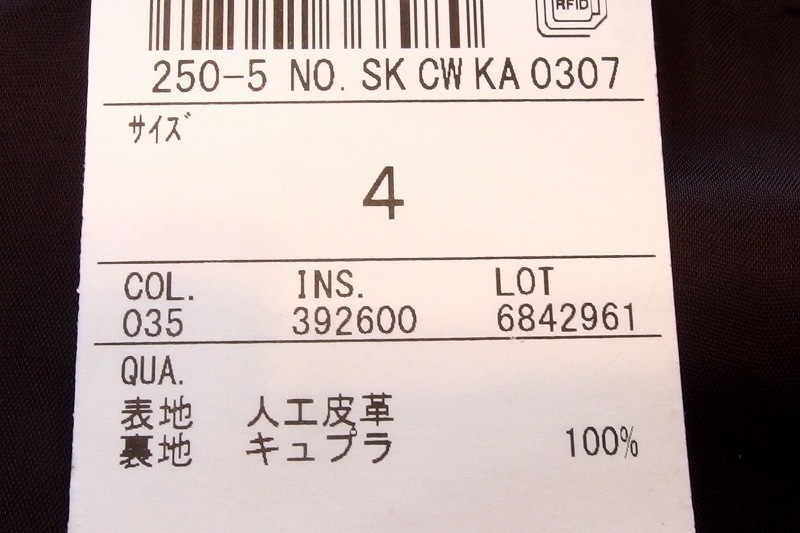 RFID
250-5 NO. SK CW KA 0307
サイズ
4
COL. INS. LOT
035 392600 6842961
QUA.
表地 人工皮革
裏地 キュプラ 100%